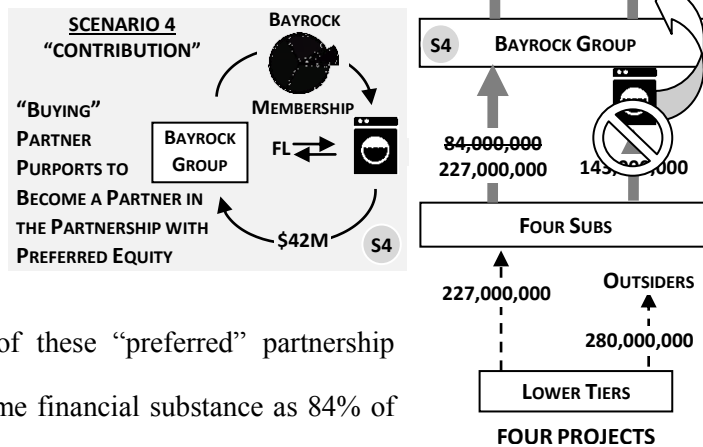 SCENARIO 4
“CONTRIBUTION”
BAYROCK
MEMBERSHIP
“BUYING”
PARTNER
PURPORTS TO
BECOME A PARTNER IN
THE PARTNERSHIP WITH
PREFERRED EQUITY
BAYROCK
GROUP
FL
$42M
S4
S4
BAYROCK GROUP
84,000,000
227,000,000
FOUR SUBS
227,000,000
OUTSIDERS
280,000,000
LOWER TIERS
FOUR PROJECTS
of these “preferred” partnership
me financial substance as 84% of